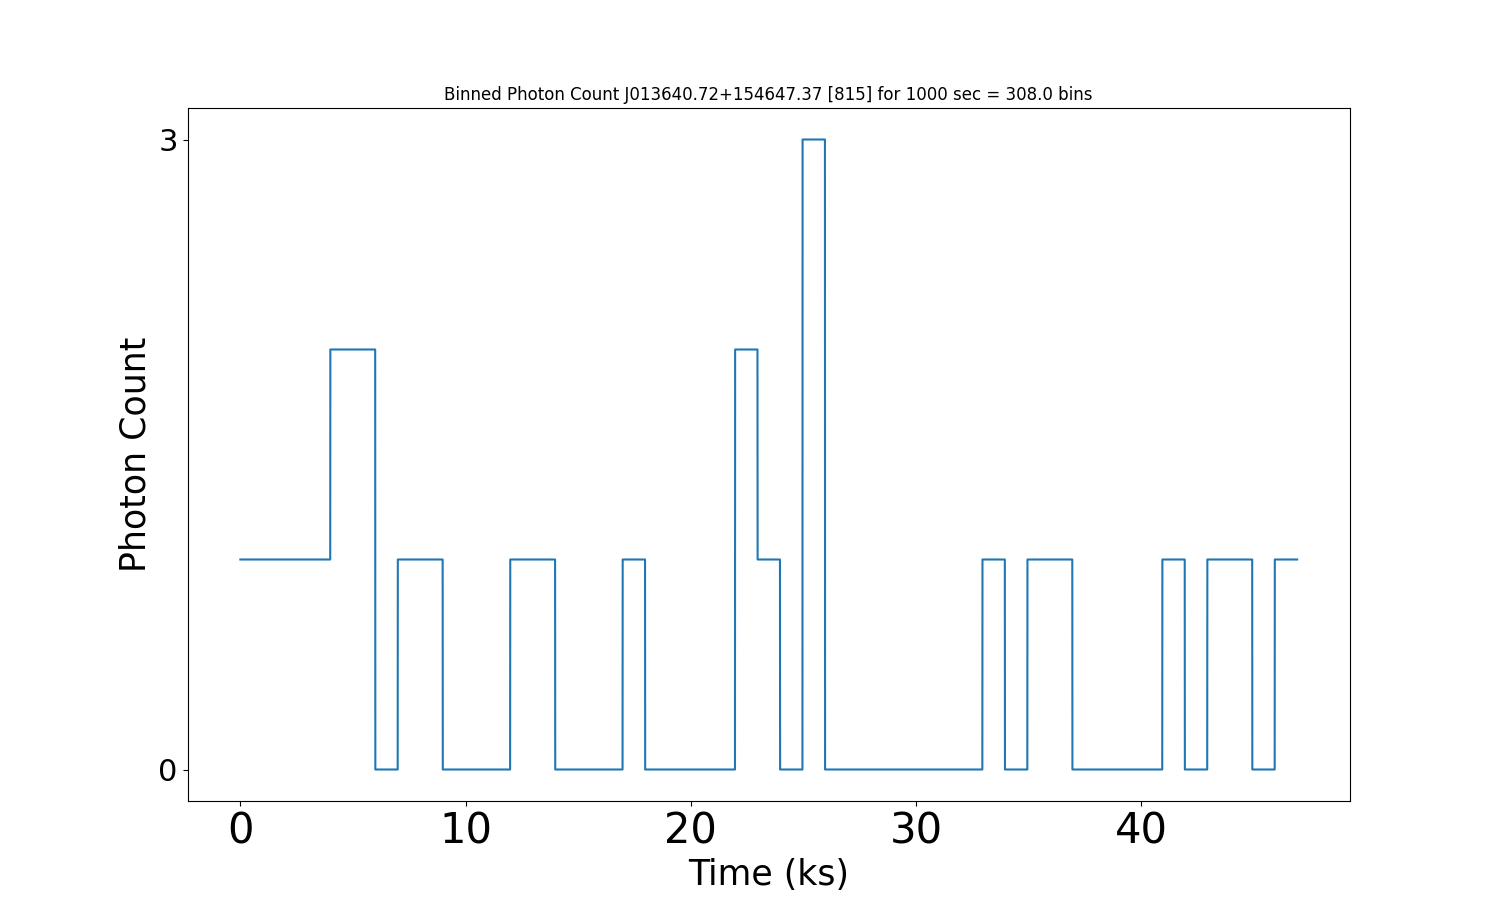 Binned Photon Count J013640.72+154647.37 [815] for 1000 sec = 308.0 bins
3
Photon Count
0
0 10 20 30 40
Time (ks)